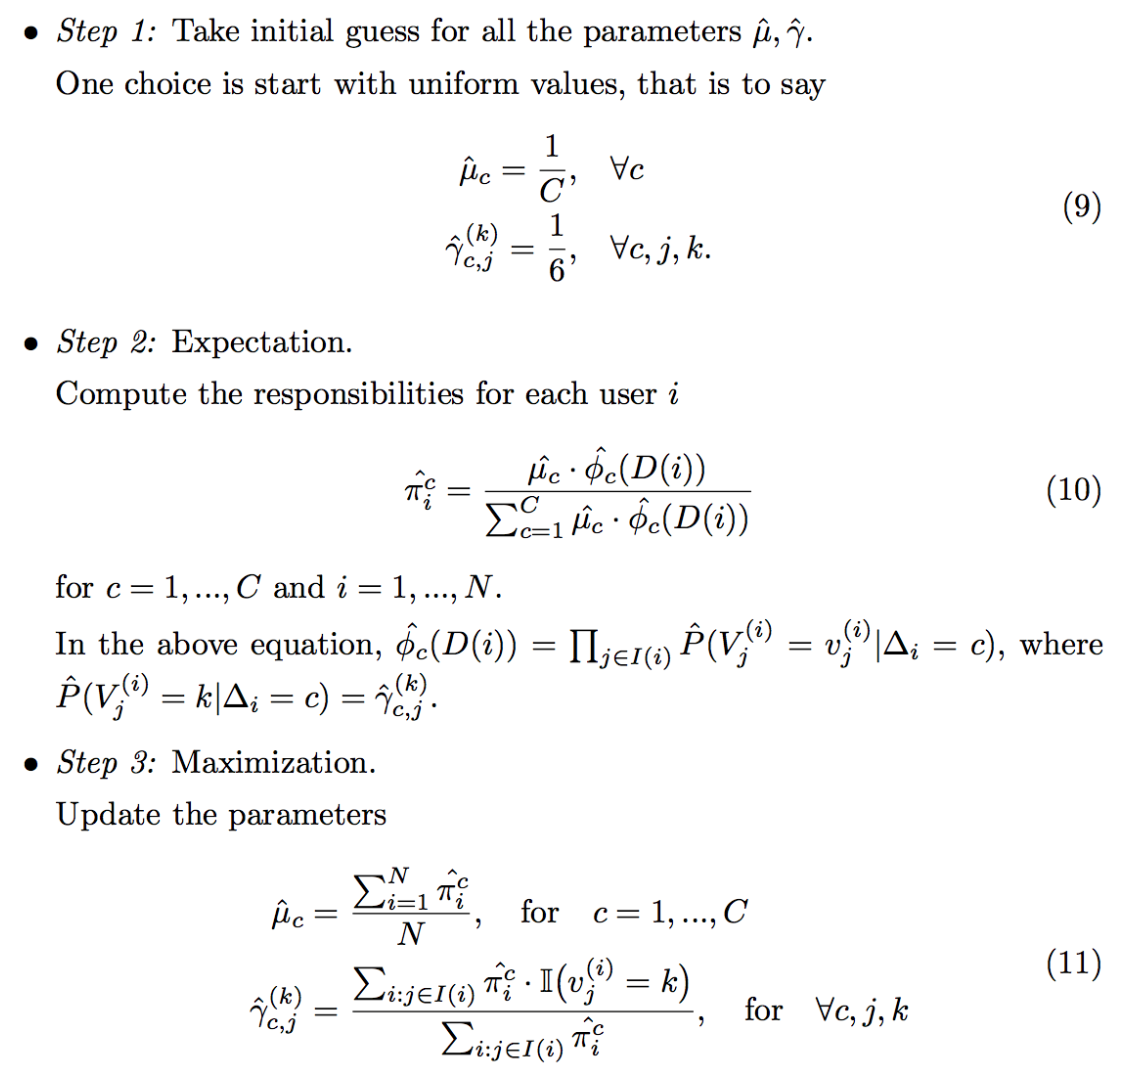 • Step 1: Take initial guess for all the parameters μ̂, γ̂.
One choice is start with uniform values, that is to say
μ̂_c = 1/C, ∀c
γ̂_{c,j}^{(k)} = 1/6, ∀c, j, k.
(9)
• Step 2: Expectation.
Compute the responsibilities for each user i
π̂_i^c = (μ̂_c · φ̂_c(D(i))) / (∑_{c=1}^{C} μ̂_c · φ̂_c(D(i))) (10)
for c = 1, ..., C and i = 1, ..., N.
In the above equation, φ̂_c(D(i)) = ∏_{j∈I(i)} P̂(V_j^{(i)} = v_j^{(i)}|Δ_i = c), where
P̂(V_j^{(i)} = k|Δ_i = c) = γ̂_{c,j}^{(k)}.
• Step 3: Maximization.
Update the parameters
μ̂_c = (∑_{i=1}^{N} π̂_i^c) / N, for c = 1, ..., C
γ̂_{c,j}^{(k)} = (∑_{i:j∈I(i)} π̂_i^c · 𝕀(v_j^{(i)} = k)) / (∑_{i:j∈I(i)} π̂_i^c), for ∀c, j, k
(11)